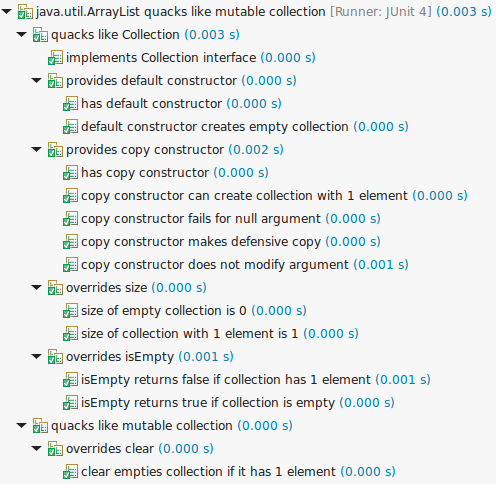 java.util.ArrayList quacks like mutable collection [Runner: JUnit 4] (0.003 s)
quacks like Collection (0.003 s)
implements Collection interface (0.000 s)
provides default constructor (0.000 s)
has default constructor (0.000 s)
default constructor creates empty collection (0.000 s)
provides copy constructor (0.002 s)
has copy constructor (0.000 s)
copy constructor can create collection with 1 element (0.000 s)
copy constructor fails for null argument (0.000 s)
copy constructor makes defensive copy (0.000 s)
copy constructor does not modify argument (0.001 s)
overrides size (0.000 s)
size of empty collection is 0 (0.000 s)
size of collection with 1 element is 1 (0.000 s)
overrides isEmpty (0.001 s)
isEmpty returns false if collection has 1 element (0.001 s)
isEmpty returns true if collection is empty (0.000 s)
quacks like mutable collection (0.000 s)
overrides clear (0.000 s)
clear empties collection if it has 1 element (0.000 s)